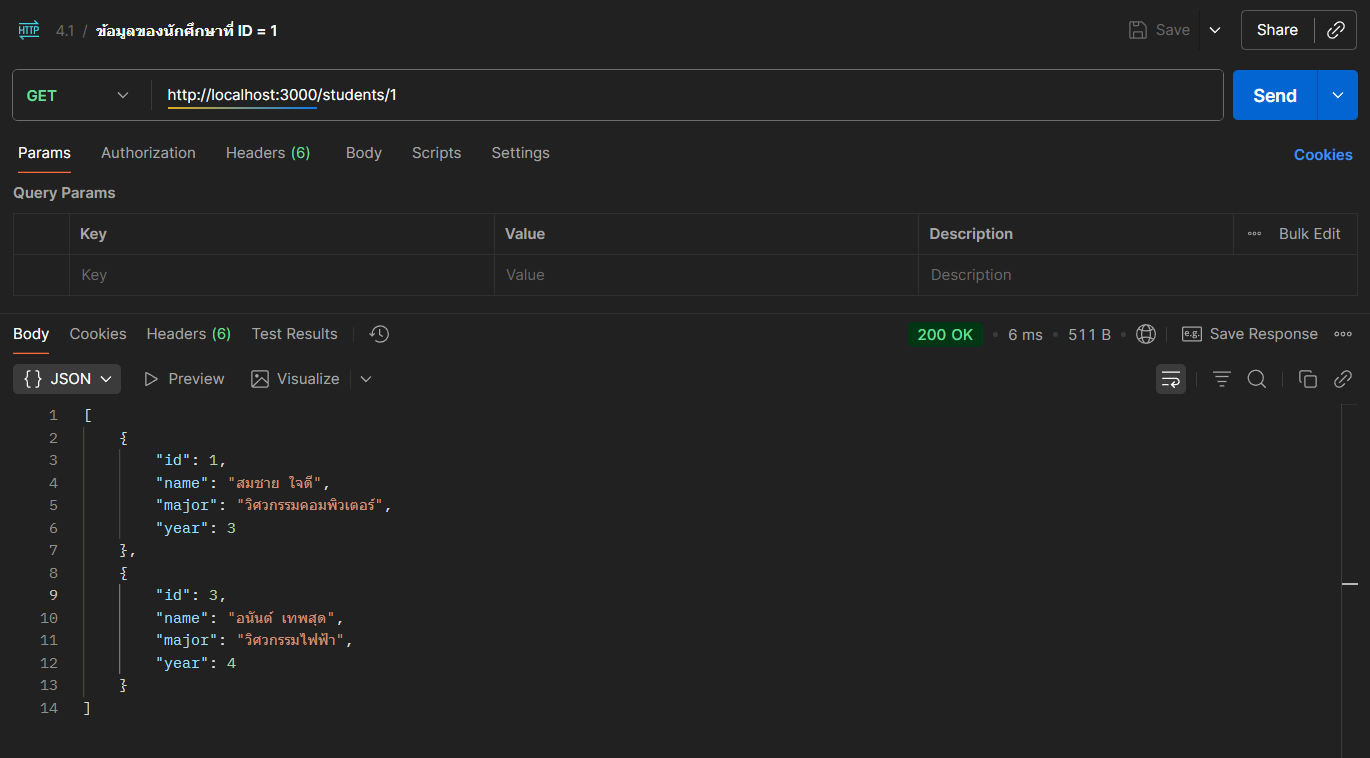 HTTP 4.1 / ข้อมูลของนักศึกษาที่ ID = 1 Save Share
GET http://localhost:3000/students/1 Send
Params Authorization Headers (6) Body Scripts Settings Cookies
Query Params
Key Value Description Bulk Edit
Key Value Description
Body Cookies Headers (6) Test Results 200 OK 6 ms 511 B e.g. Save Response
{} JSON Preview Visualize
1 [
2 {
3 "id": 1,
4 "name": "สมชาย ใจดี",
5 "major": "วิศวกรรมคอมพิวเตอร์",
6 "year": 3
7 },
8 {
9 "id": 3,
10 "name": "อนันต์ เทพสุด",
11 "major": "วิศวกรรมไฟฟ้า",
12 "year": 4
13 }
14 ]